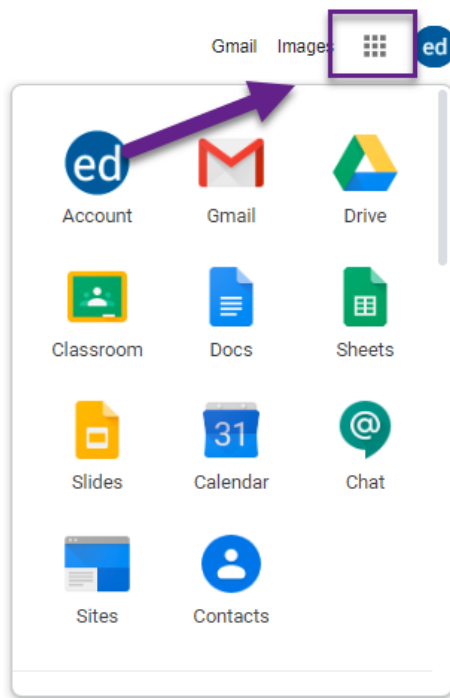 Gmail Images ed
ed
Account Gmail Drive
Classroom Docs Sheets
31 @
Slides Calendar Chat
Sites Contacts